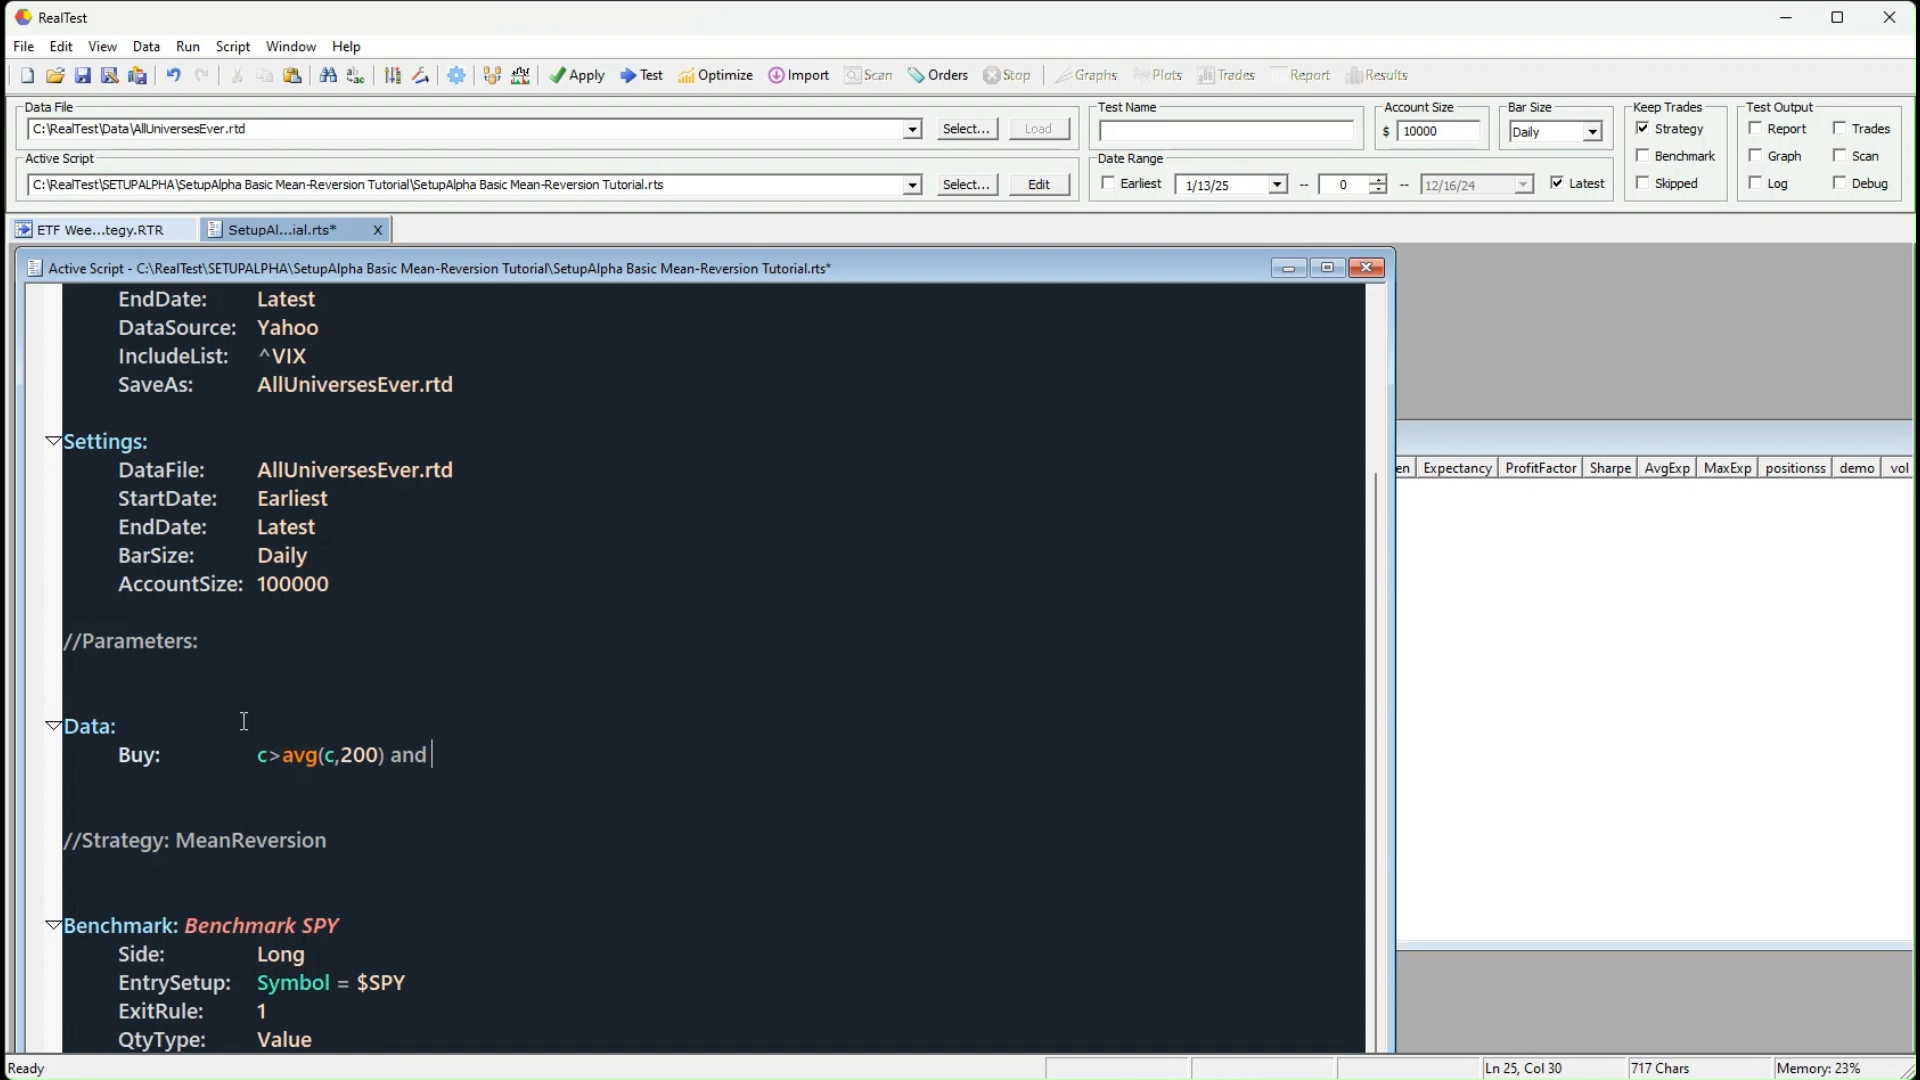 RealTest
File Edit View Data Run Script Window Help
Apply Test Optimize Import Scan Orders Stop Graphs Plots Trades Report Results
Data File
C:\RealTest\Data\AllUniversesEver.rtd
Select... Load
Active Script
C:\RealTest\SETUPALPHA\SetupAlpha Basic Mean-Reversion Tutorial\SetupAlpha Basic Mean-Reversion Tutorial.rts
Select... Edit
Test Name
Account Size
$ 10000
Bar Size
Daily
Date Range
Earliest 1/13/25 -- 0 -- 12/16/24 Latest
Keep Trades
Strategy
Benchmark
Skipped
Test Output
Report Trades
Graph Scan
Log Debug
ETF Wee...tegy.RTR SetupAl...ial.rts* X
Active Script - C:\RealTest\SETUPALPHA\SetupAlpha Basic Mean-Reversion Tutorial\SetupAlpha Basic Mean-Reversion Tutorial.rts*
EndDate: Latest
DataSource: Yahoo
IncludeList: ^VIX
SaveAs: AllUniversesEver.rtd
Settings:
DataFile: AllUniversesEver.rtd
StartDate: Earliest
EndDate: Latest
BarSize: Daily
AccountSize: 100000
//Parameters:
Data:
Buy: c>avg(c,200) and
//Strategy: MeanReversion
Benchmark: Benchmark SPY
Side: Long
EntrySetup: Symbol = $SPY
ExitRule: 1
QtyType: Value
en Expectancy ProfitFactor Sharpe AvgExp MaxExp positionss demo vol
Ready
Ln 25, Col 30 717 Chars Memory: 23%